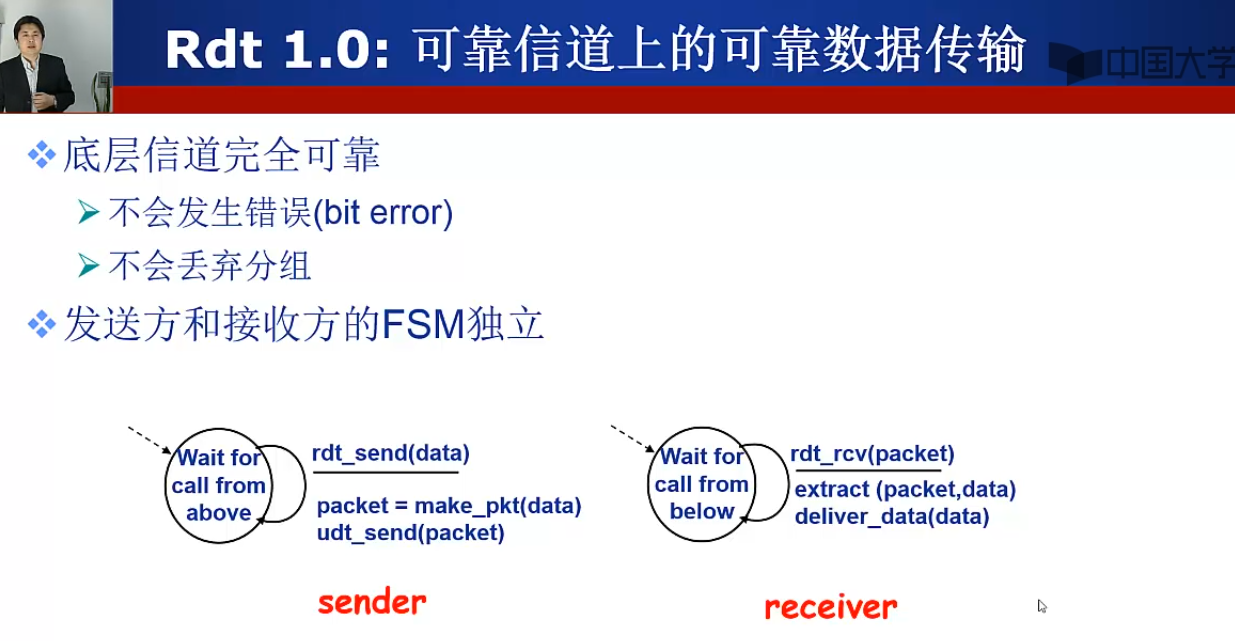 Rdt 1.0: 可靠信道上的可靠数据传输
中国大学
底层信道完全可靠
不会发生错误(bit error)
不会丢弃分组
发送方和接收方的FSM独立
Wait for
call from
above
rdt_send(data)
packet = make_pkt(data)
udt_send(packet)
sender
Wait for
call from
below
rdt_rcv(packet)
extract (packet,data)
deliver_data(data)
receiver